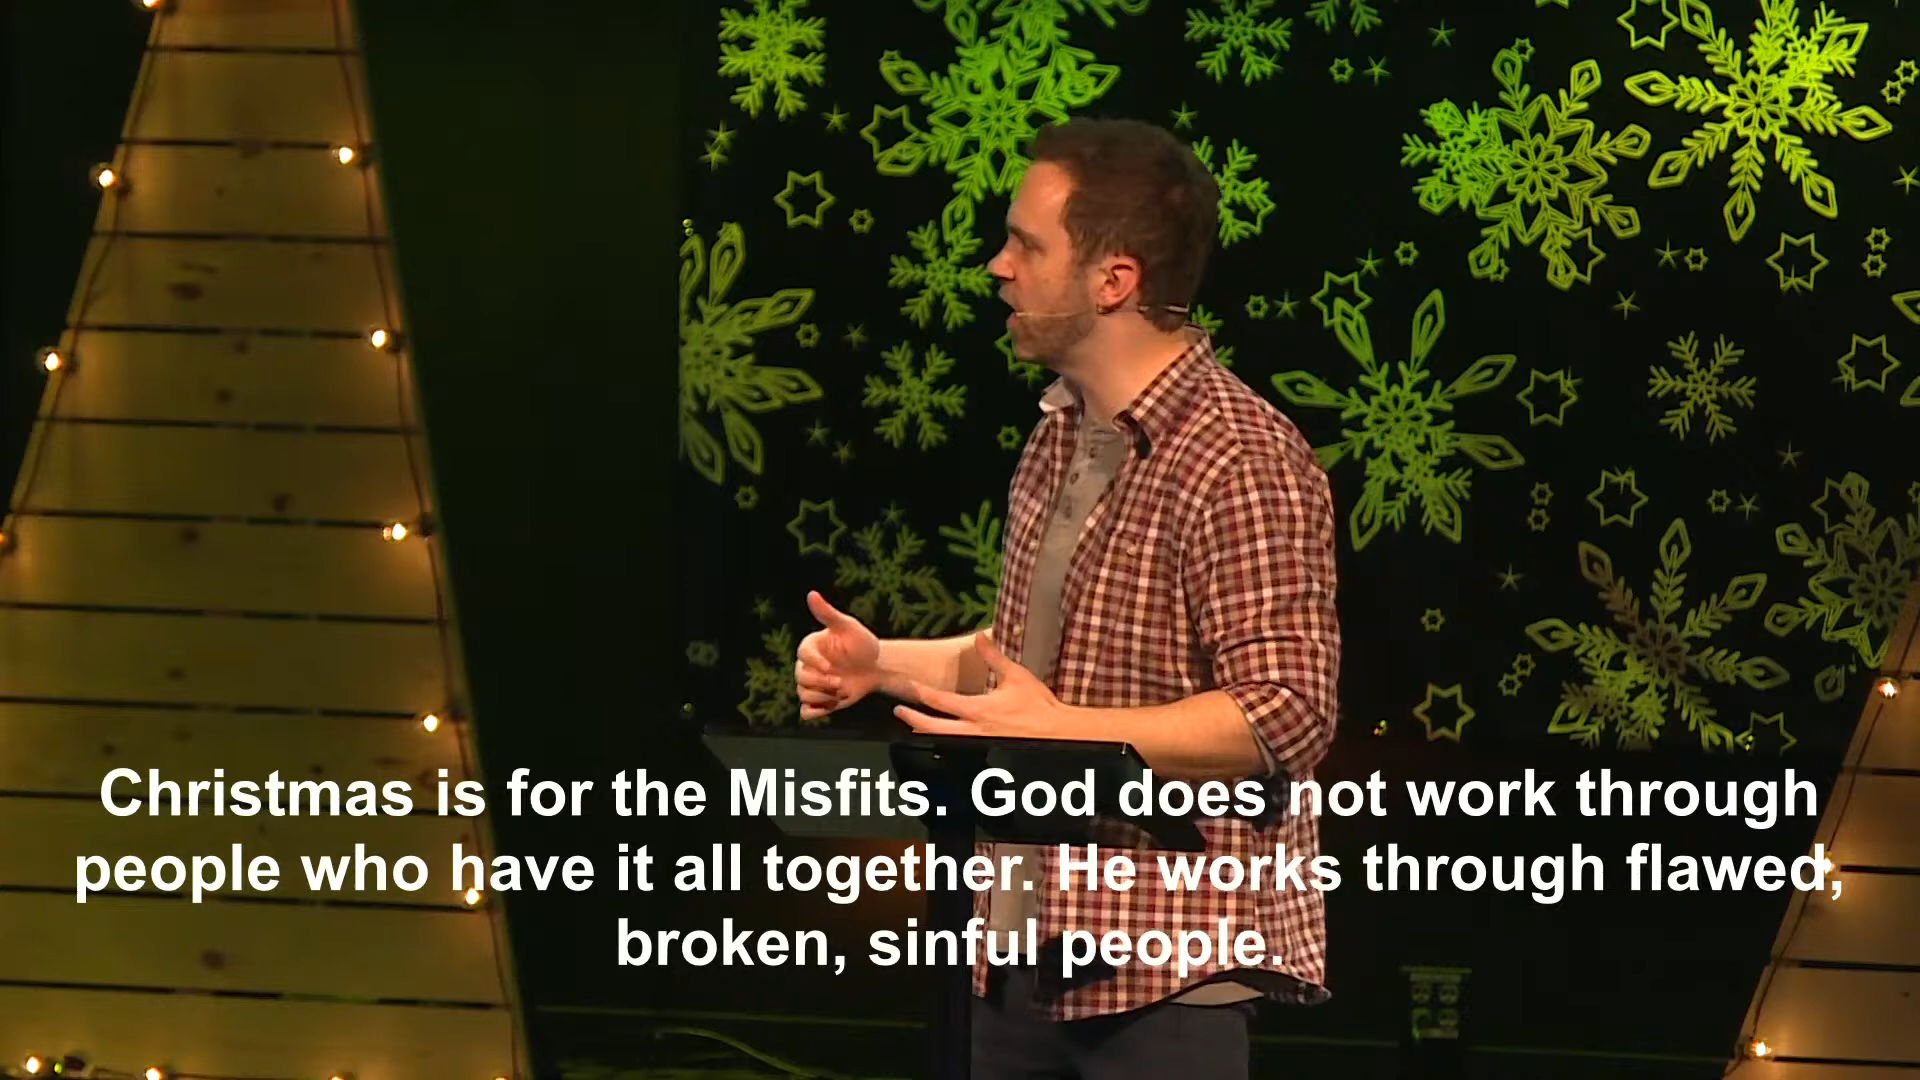 Christmas is for the Misfits. God does not work through
people who have it all together. He works through flawed,
broken, sinful people.